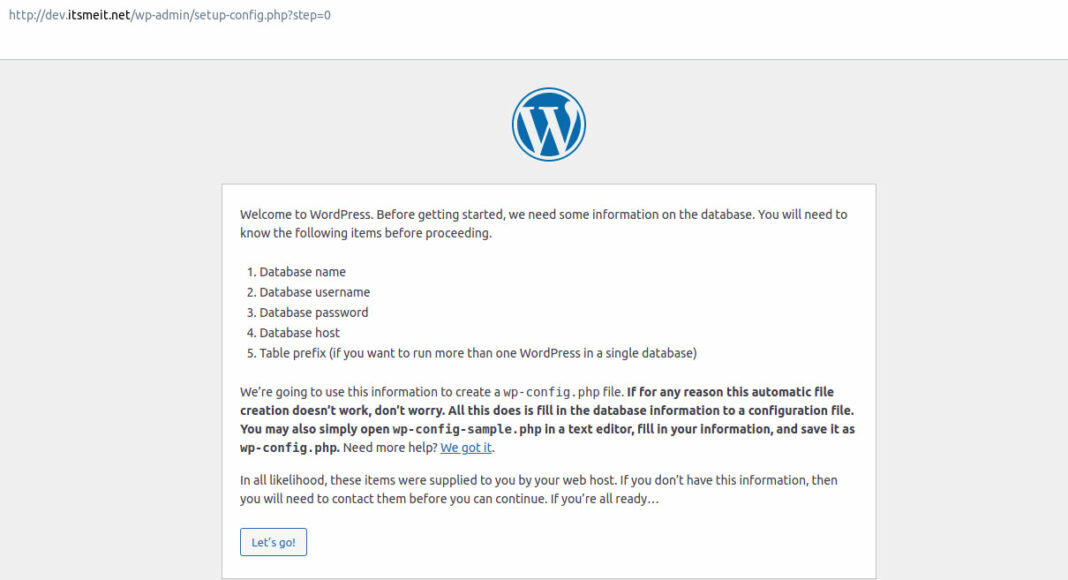 http://dev.itsmeit.net/wp-admin/setup-config.php?step=0
Welcome to WordPress. Before getting started, we need some information on the database. You will need to
know the following items before proceeding.
1. Database name
2. Database username
3. Database password
4. Database host
5. Table prefix (if you want to run more than one WordPress in a single database)
We’re going to use this information to create a wp-config.php file. If for any reason this automatic file
creation doesn’t work, don’t worry. All this does is fill in the database information to a configuration file.
You may also simply open wp-config-sample.php in a text editor, fill in your information, and save it as
wp-config.php. Need more help? We got it.
In all likelihood, these items were supplied to you by your web host. If you don’t have this information, then
you will need to contact them before you can continue. If you’re all ready…
Let’s go!